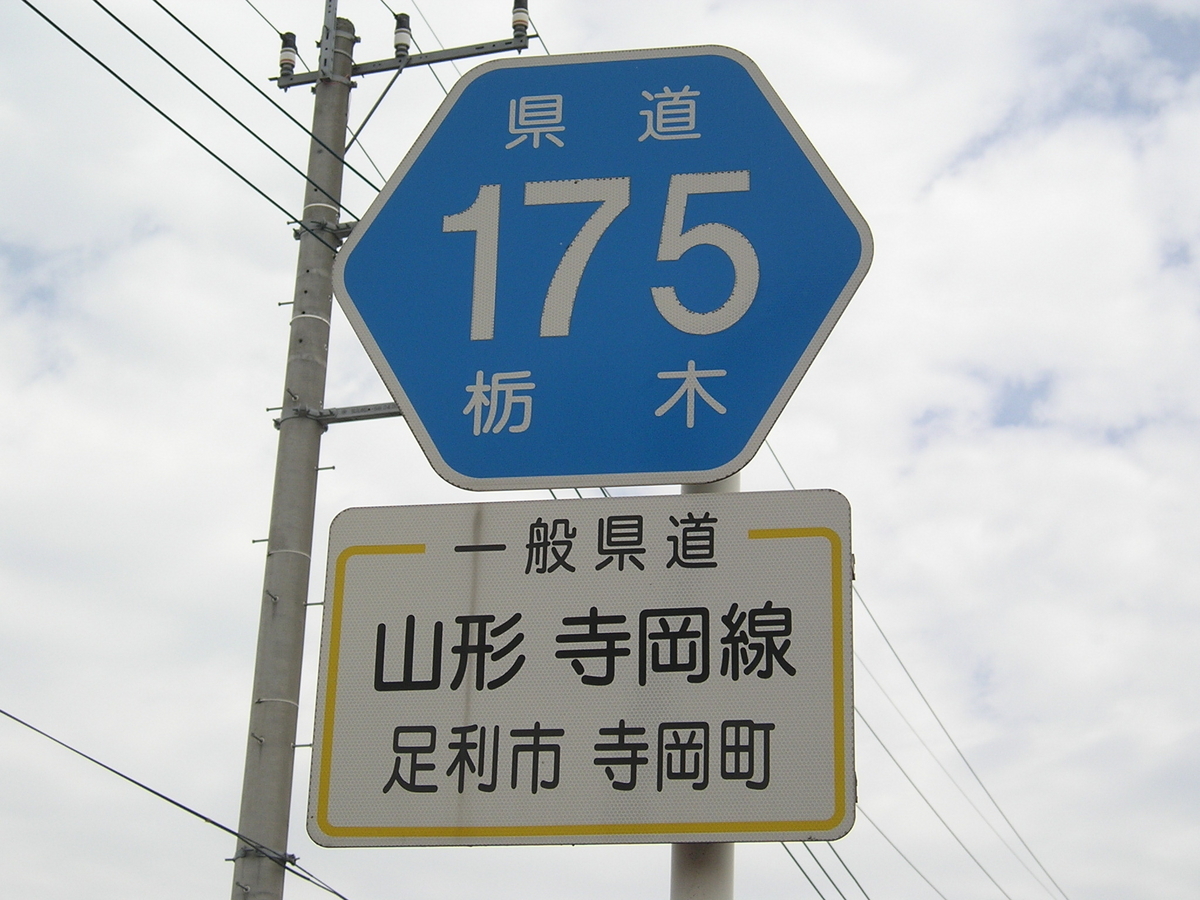 県道
175
栃木
一般県道
山形 寺岡線
足利市 寺岡町